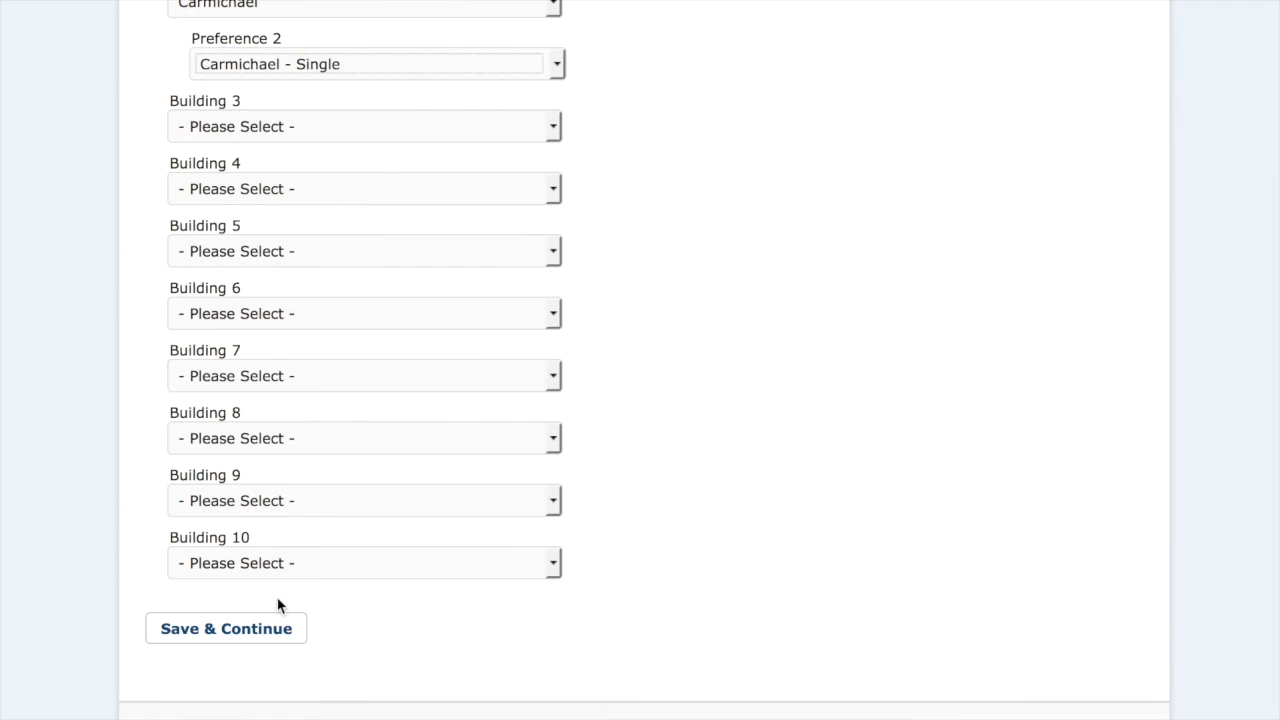 Carmichael
Preference 2
Carmichael - Single
Building 3
- Please Select -
Building 4
- Please Select -
Building 5
- Please Select -
Building 6
- Please Select -
Building 7
- Please Select -
Building 8
- Please Select -
Building 9
- Please Select -
Building 10
- Please Select -
Save & Continue